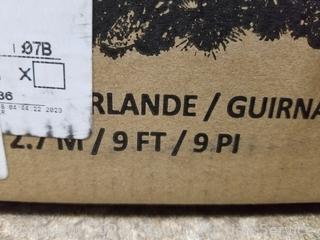 07B
X
36
RLANDE / GUIRNA
2.7 M / 9 FT / 9 PI